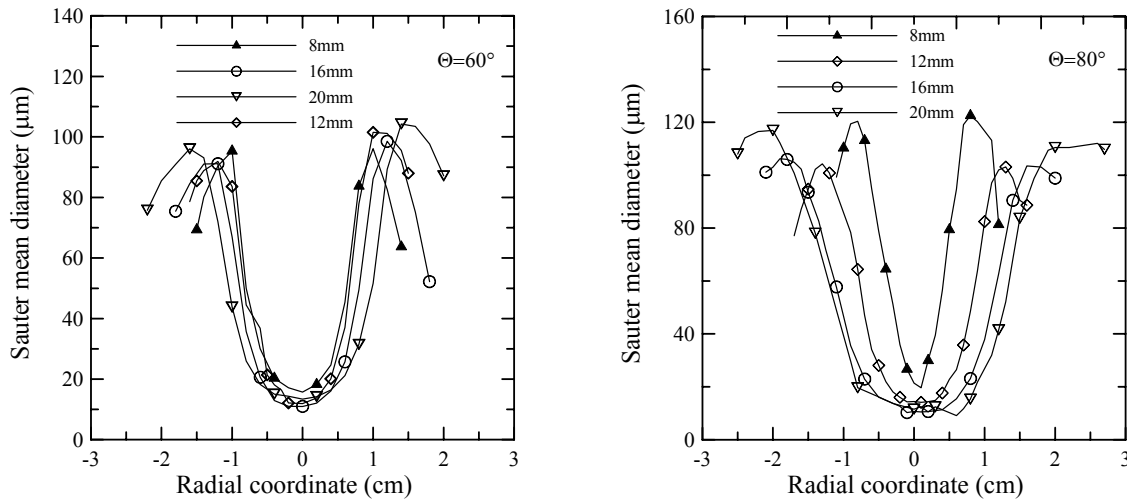 140
120
100
80
60
40
20
0
-3
-2
-1
0
1
2
3
Sauter mean diameter (µm)
Radial coordinate (cm)
8mm
16mm
20mm
12mm
Θ=60°
160
120
80
40
0
-3
-2
-1
0
1
2
3
Sauter mean diameter (µm)
Radial coordinate (cm)
8mm
12mm
16mm
20mm
Θ=80°